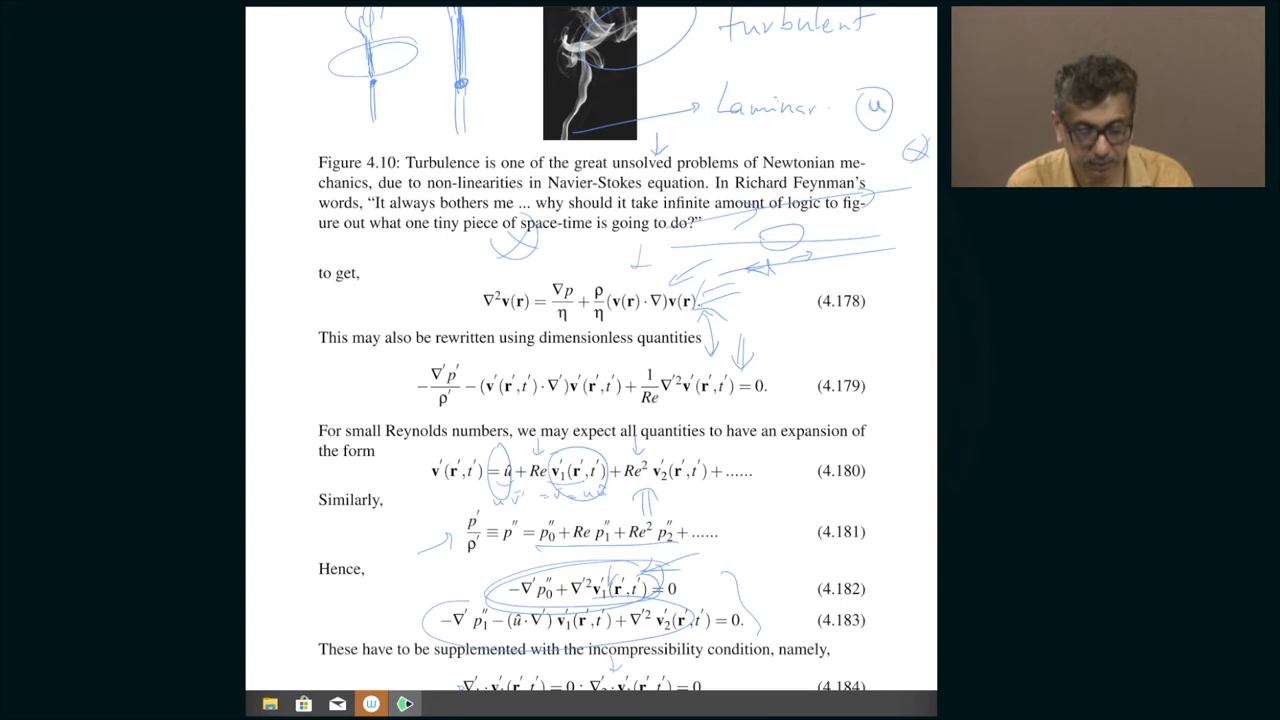 turbulent
Laminar. u
Figure 4.10: Turbulence is one of the great unsolved problems of Newtonian me-
chanics, due to non-linearities in Navier-Stokes equation. In Richard Feynman's
words, “It always bothers me ... why should it take infinite amount of logic to fig-
ure out what one tiny piece of space-time is going to do?”
to get,
∇²v(r) = ∇p/η + ρ/η (v(r) · ∇)v(r). (4.178)
This may also be rewritten using dimensionless quantities
−∇′p′/ρ′ − (v′(r′,t′) · ∇′)v′(r′,t′) + 1/Re ∇′²v′(r′,t′) = 0. (4.179)
For small Reynolds numbers, we may expect all quantities to have an expansion of
the form
v′(r′,t′) = û + Re v′₁(r′,t′) + Re² v′₂(r′,t′) + ...... (4.180)
Similarly,
p′/ρ′ ≡ p″ = p″₀ + Re p″₁ + Re² p″₂ + ...... (4.181)
Hence,
−∇′p″₀ + ∇′²v′₁(r′,t′) = 0 (4.182)
−∇′ p″₁ − (û · ∇′) v′₁(r′,t′) + ∇′² v′₂(r′,t′) = 0. (4.183)
These have to be supplemented with the incompressibility condition, namely,
(4.184)